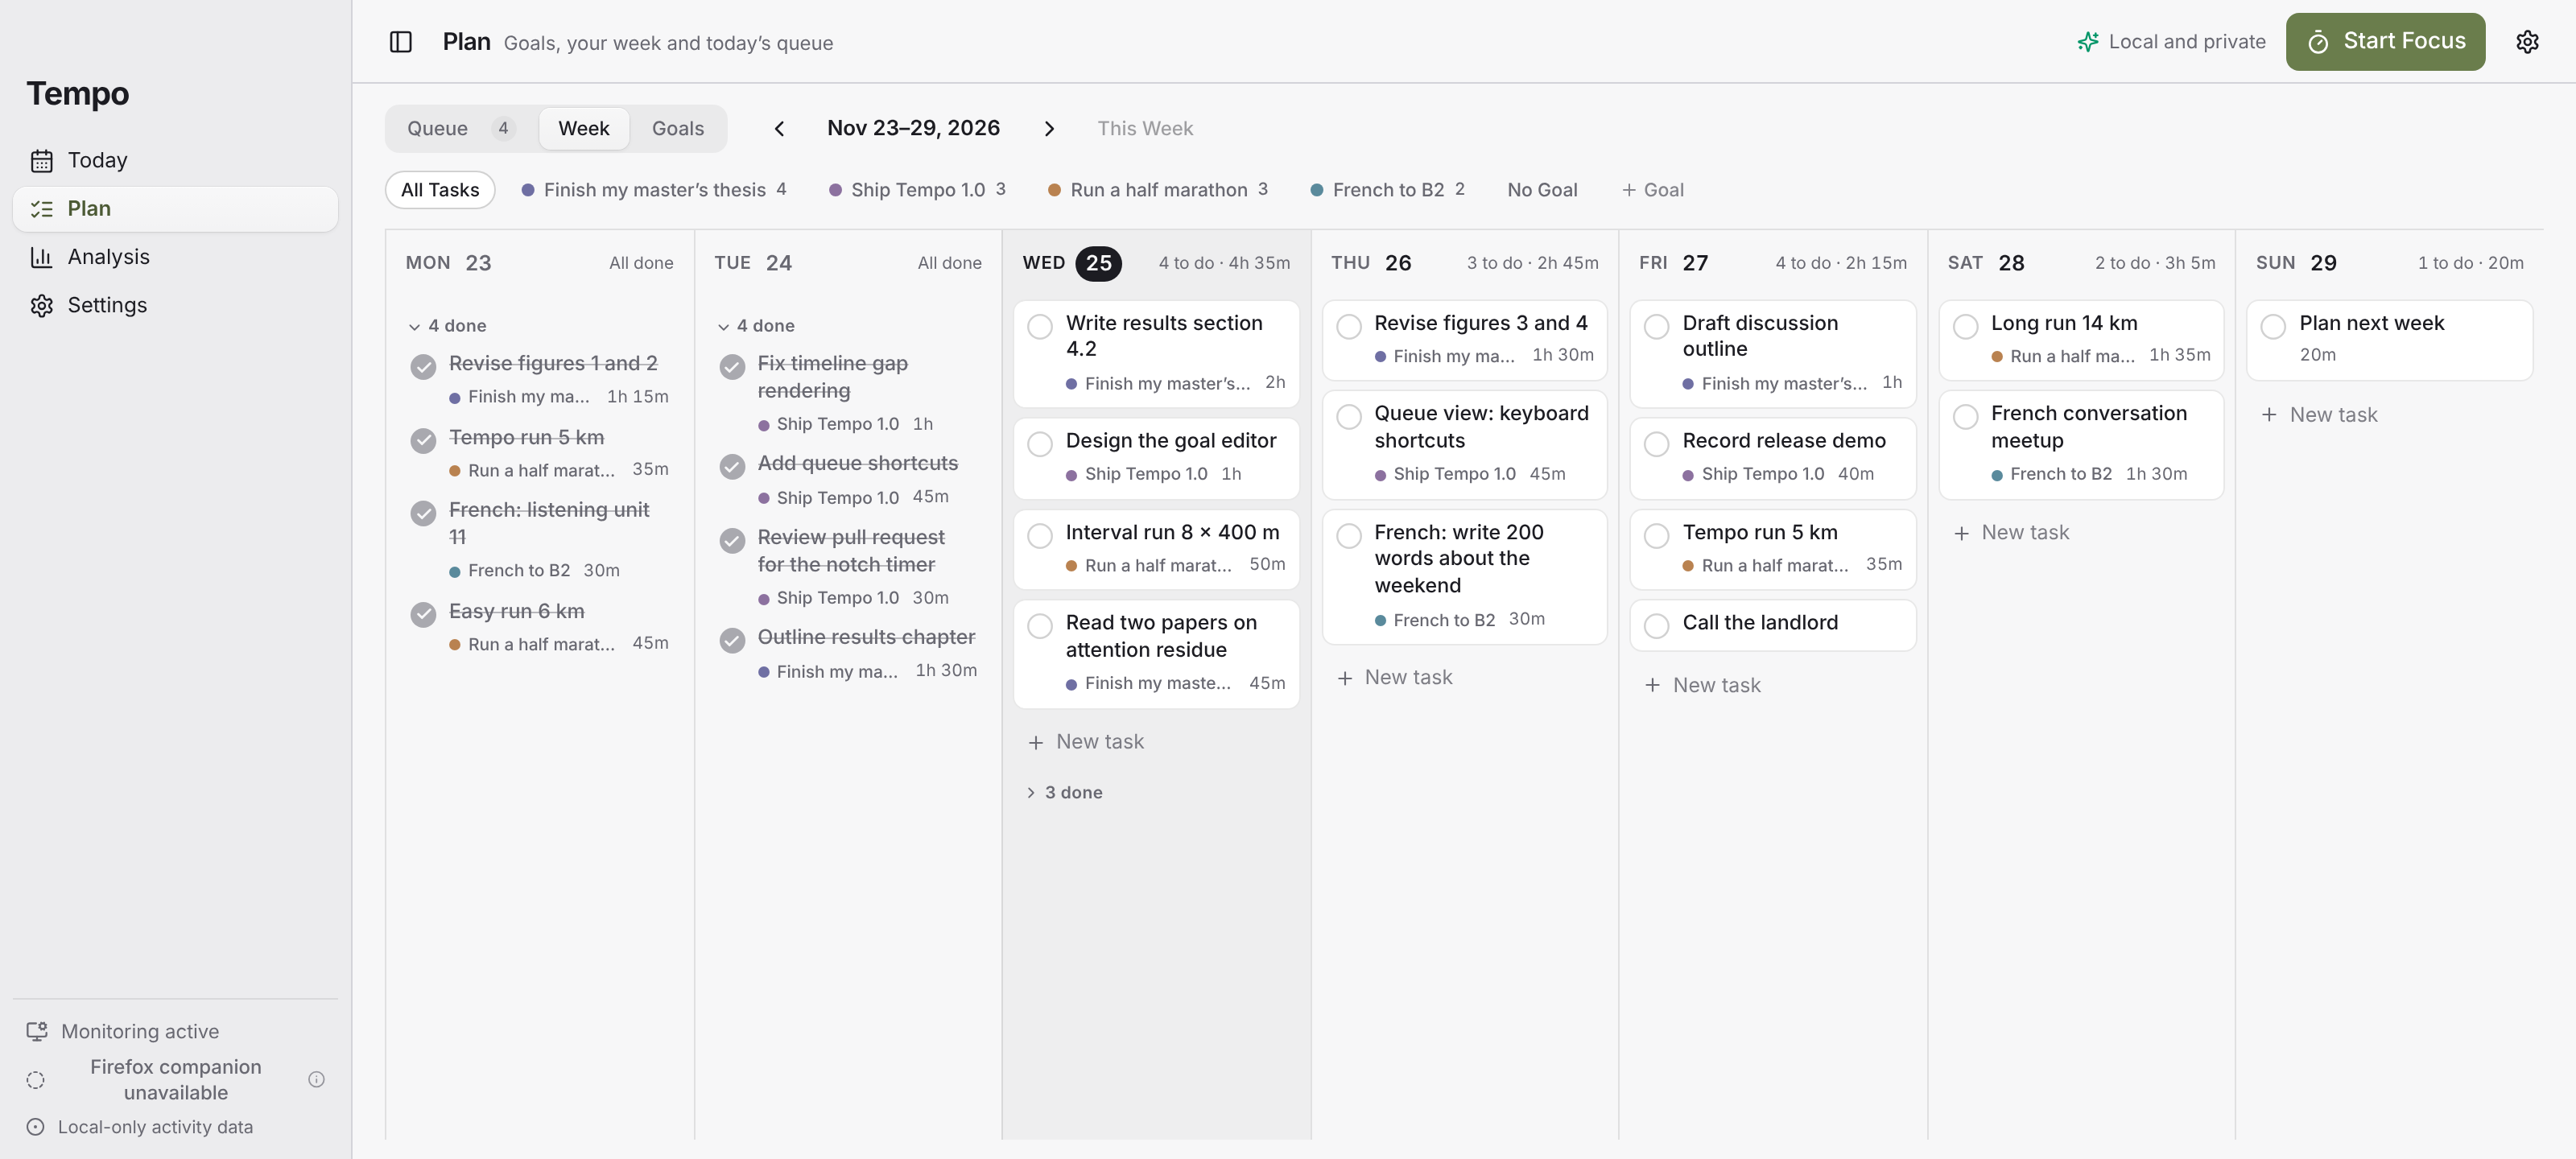 Tempo
Today
Plan
Analysis
Settings
Monitoring active
Firefox companion
unavailable
Local-only activity data
Plan Goals, your week and today’s queue
Local and private
Start Focus
Queue 4 Week Goals
Nov 23–29, 2026
This Week
All Tasks
Finish my master’s thesis 4
Ship Tempo 1.0 3
Run a half marathon 3
French to B2 2
No Goal
+ Goal
MON 23 All done
4 done
Revise figures 1 and 2
Finish my ma... 1h 15m
Tempo run 5 km
Run a half marat... 35m
French: listening unit
11
French to B2 30m
Easy run 6 km
Run a half marat... 45m
TUE 24 All done
4 done
Fix timeline gap
rendering
Ship Tempo 1.0 1h
Add queue shortcuts
Ship Tempo 1.0 45m
Review pull request
for the notch timer
Ship Tempo 1.0 30m
Outline results chapter
Finish my ma... 1h 30m
WED 25 4 to do · 4h 35m
Write results section
4.2
Finish my master’s... 2h
Design the goal editor
Ship Tempo 1.0 1h
Interval run 8 × 400 m
Run a half marat... 50m
Read two papers on
attention residue
Finish my maste... 45m
+ New task
3 done
THU 26 3 to do · 2h 45m
Revise figures 3 and 4
Finish my ma... 1h 30m
Queue view: keyboard
shortcuts
Ship Tempo 1.0 45m
French: write 200
words about the
weekend
French to B2 30m
+ New task
FRI 27 4 to do · 2h 15m
Draft discussion
outline
Finish my master’s... 1h
Record release demo
Ship Tempo 1.0 40m
Tempo run 5 km
Run a half marat... 35m
Call the landlord
+ New task
SAT 28 2 to do · 3h 5m
Long run 14 km
Run a half ma... 1h 35m
French conversation
meetup
French to B2 1h 30m
+ New task
SUN 29 1 to do · 20m
Plan next week
20m
+ New task